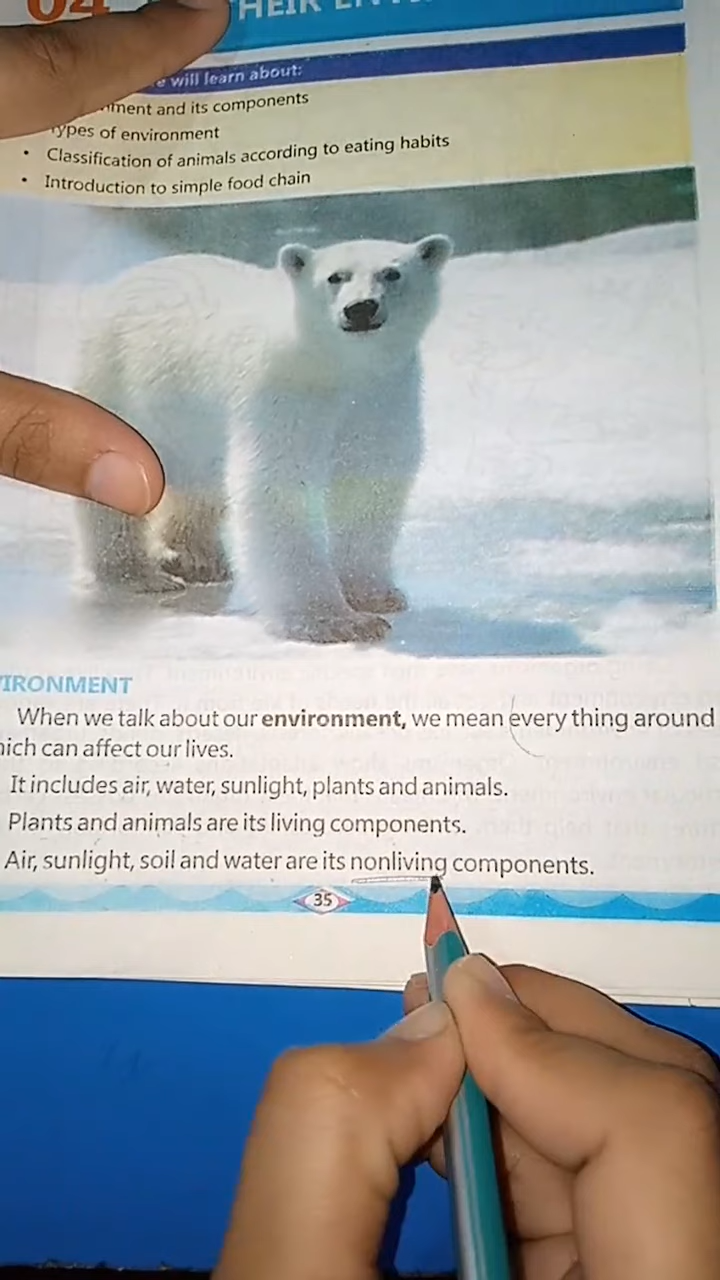 04
HEIR
will learn about:
and its components
Types of environment
• Classification of animals according to eating habits
• Introduction to simple food chain
IRONMENT
When we talk about our environment, we mean every thing around
hich can affect our lives.
It includes air, water, sunlight, plants and animals.
Plants and animals are its living components.
Air, sunlight, soil and water are its nonliving components.
35